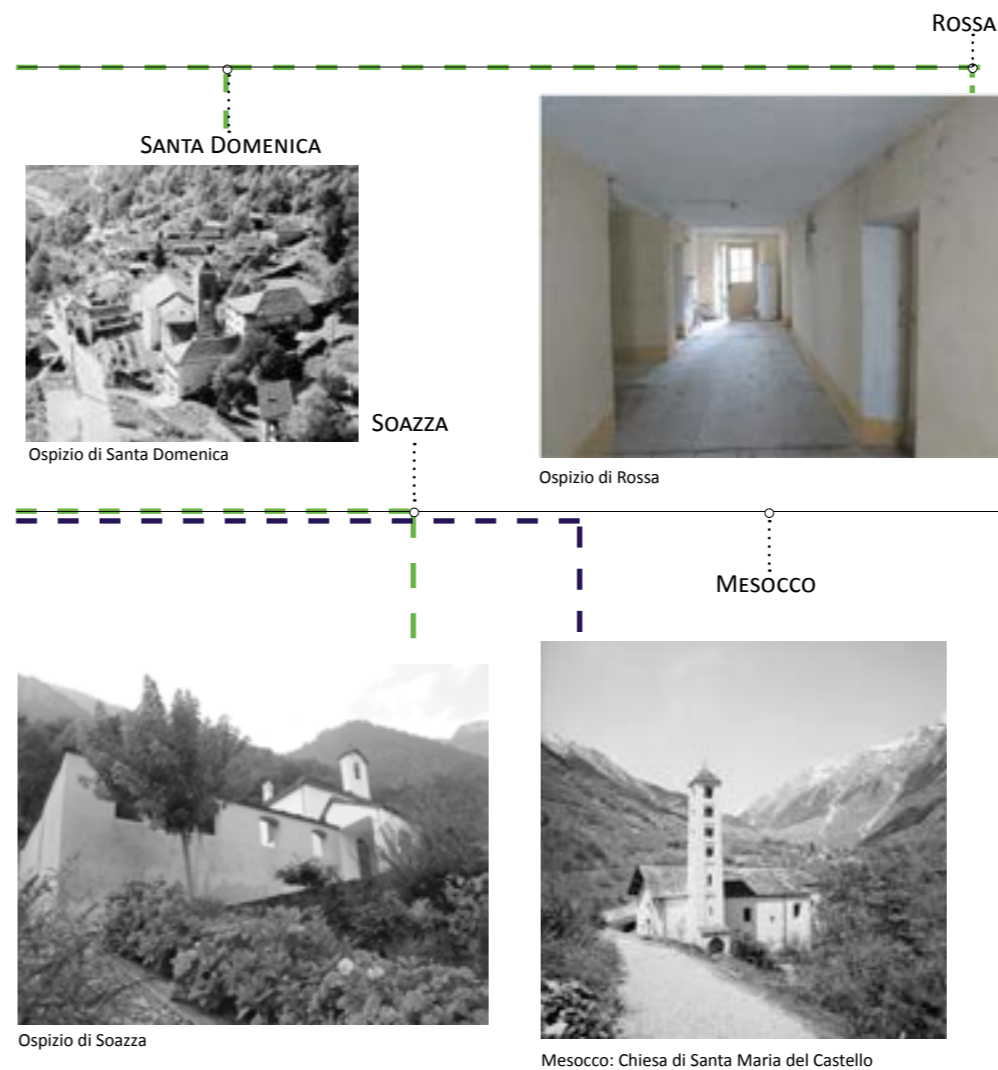 ROSSA
SANTA DOMENICA
Ospizio di Santa Domenica
Ospizio di Rossa
SOAZZA
MESOCCO
Ospizio di Soazza
Mesocco: Chiesa di Santa Maria del Castello